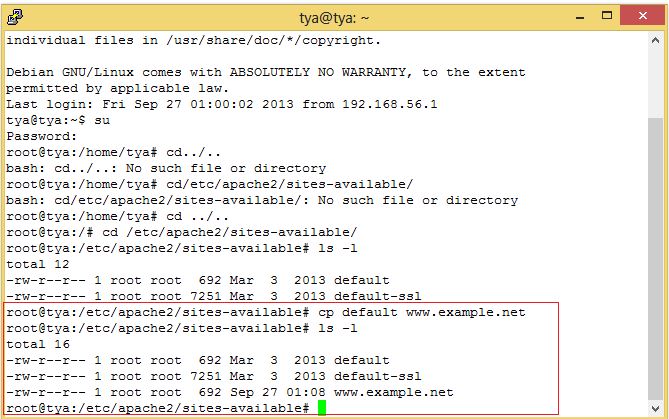 tya@tya: ~
individual files in /usr/share/doc/*/copyright.
Debian GNU/Linux comes with ABSOLUTELY NO WARRANTY, to the extent
permitted by applicable law.
Last login: Fri Sep 27 01:00:02 2013 from 192.168.56.1
tya@tya:~$ su
Password:
root@tya:/home/tya# cd../..
bash: cd../..: No such file or directory
root@tya:/home/tya# cd/etc/apache2/sites-available/
bash: cd/etc/apache2/sites-available/: No such file or directory
root@tya:/home/tya# cd ../..
root@tya:/# cd /etc/apache2/sites-available/
root@tya:/etc/apache2/sites-available# ls -l
total 12
-rw-r--r-- 1 root root  692 Mar  3  2013 default
-rw-r--r-- 1 root root 7251 Mar  3  2013 default-ssl
root@tya:/etc/apache2/sites-available# cp default www.example.net
root@tya:/etc/apache2/sites-available# ls -l
total 16
-rw-r--r-- 1 root root  692 Mar  3  2013 default
-rw-r--r-- 1 root root 7251 Mar  3  2013 default-ssl
-rw-r--r-- 1 root root  692 Sep 27 01:08 www.example.net
root@tya:/etc/apache2/sites-available#